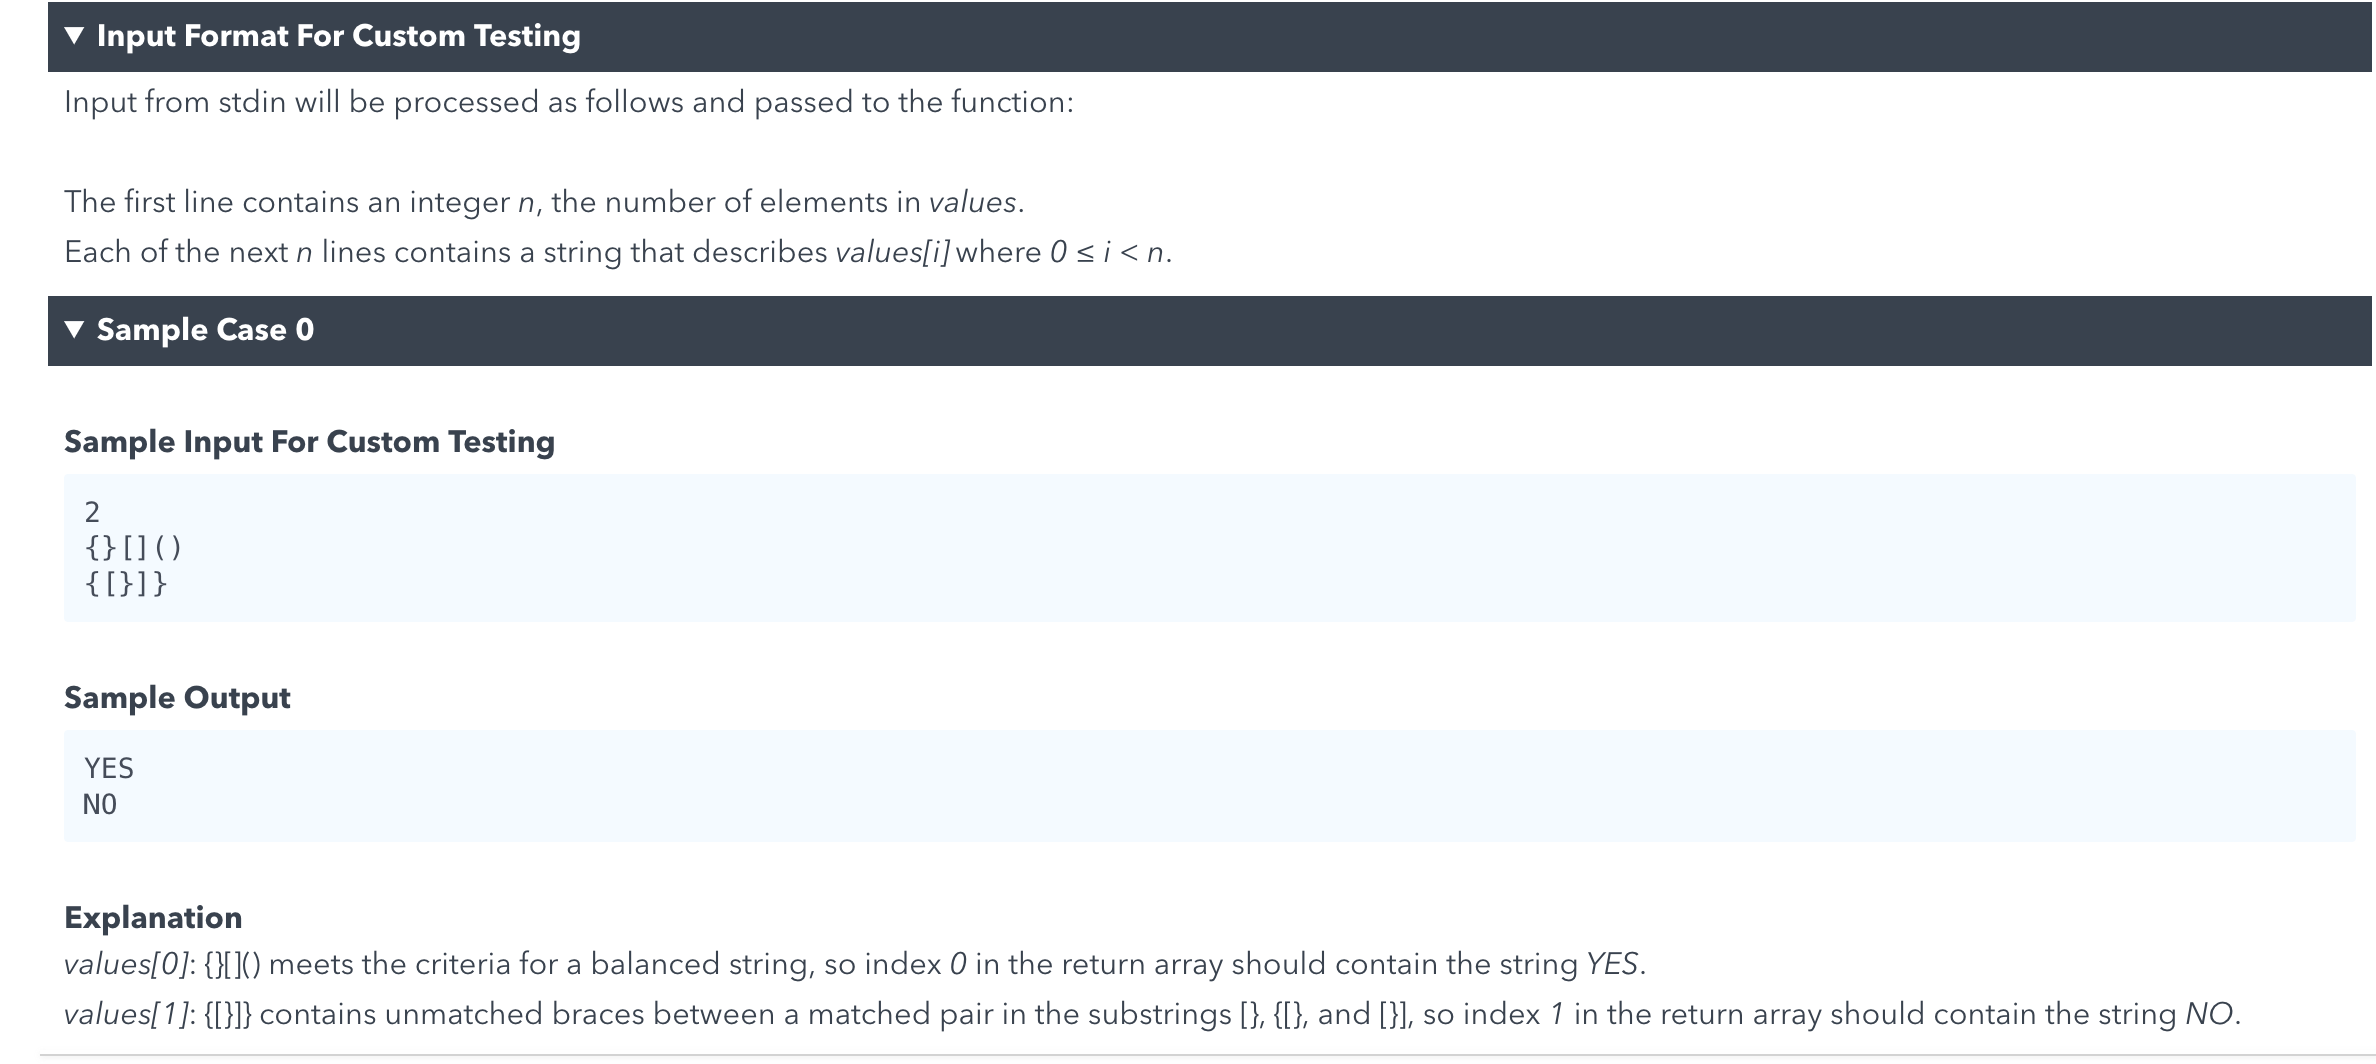 ▼ Input Format For Custom Testing
Input from stdin will be processed as follows and passed to the function:
The first line contains an integer n, the number of elements in values.
Each of the next n lines contains a string that describes values[i] where 0 ≤ i < n.
▼ Sample Case 0
Sample Input For Custom Testing
2
{}[]()
{[}]}
Sample Output
YES
NO
Explanation
values[0]: {}[]() meets the criteria for a balanced string, so index 0 in the return array should contain the string YES.
values[1]: {[}]} contains unmatched braces between a matched pair in the substrings [}, {[}, and [}], so index 1 in the return array should contain the string NO.